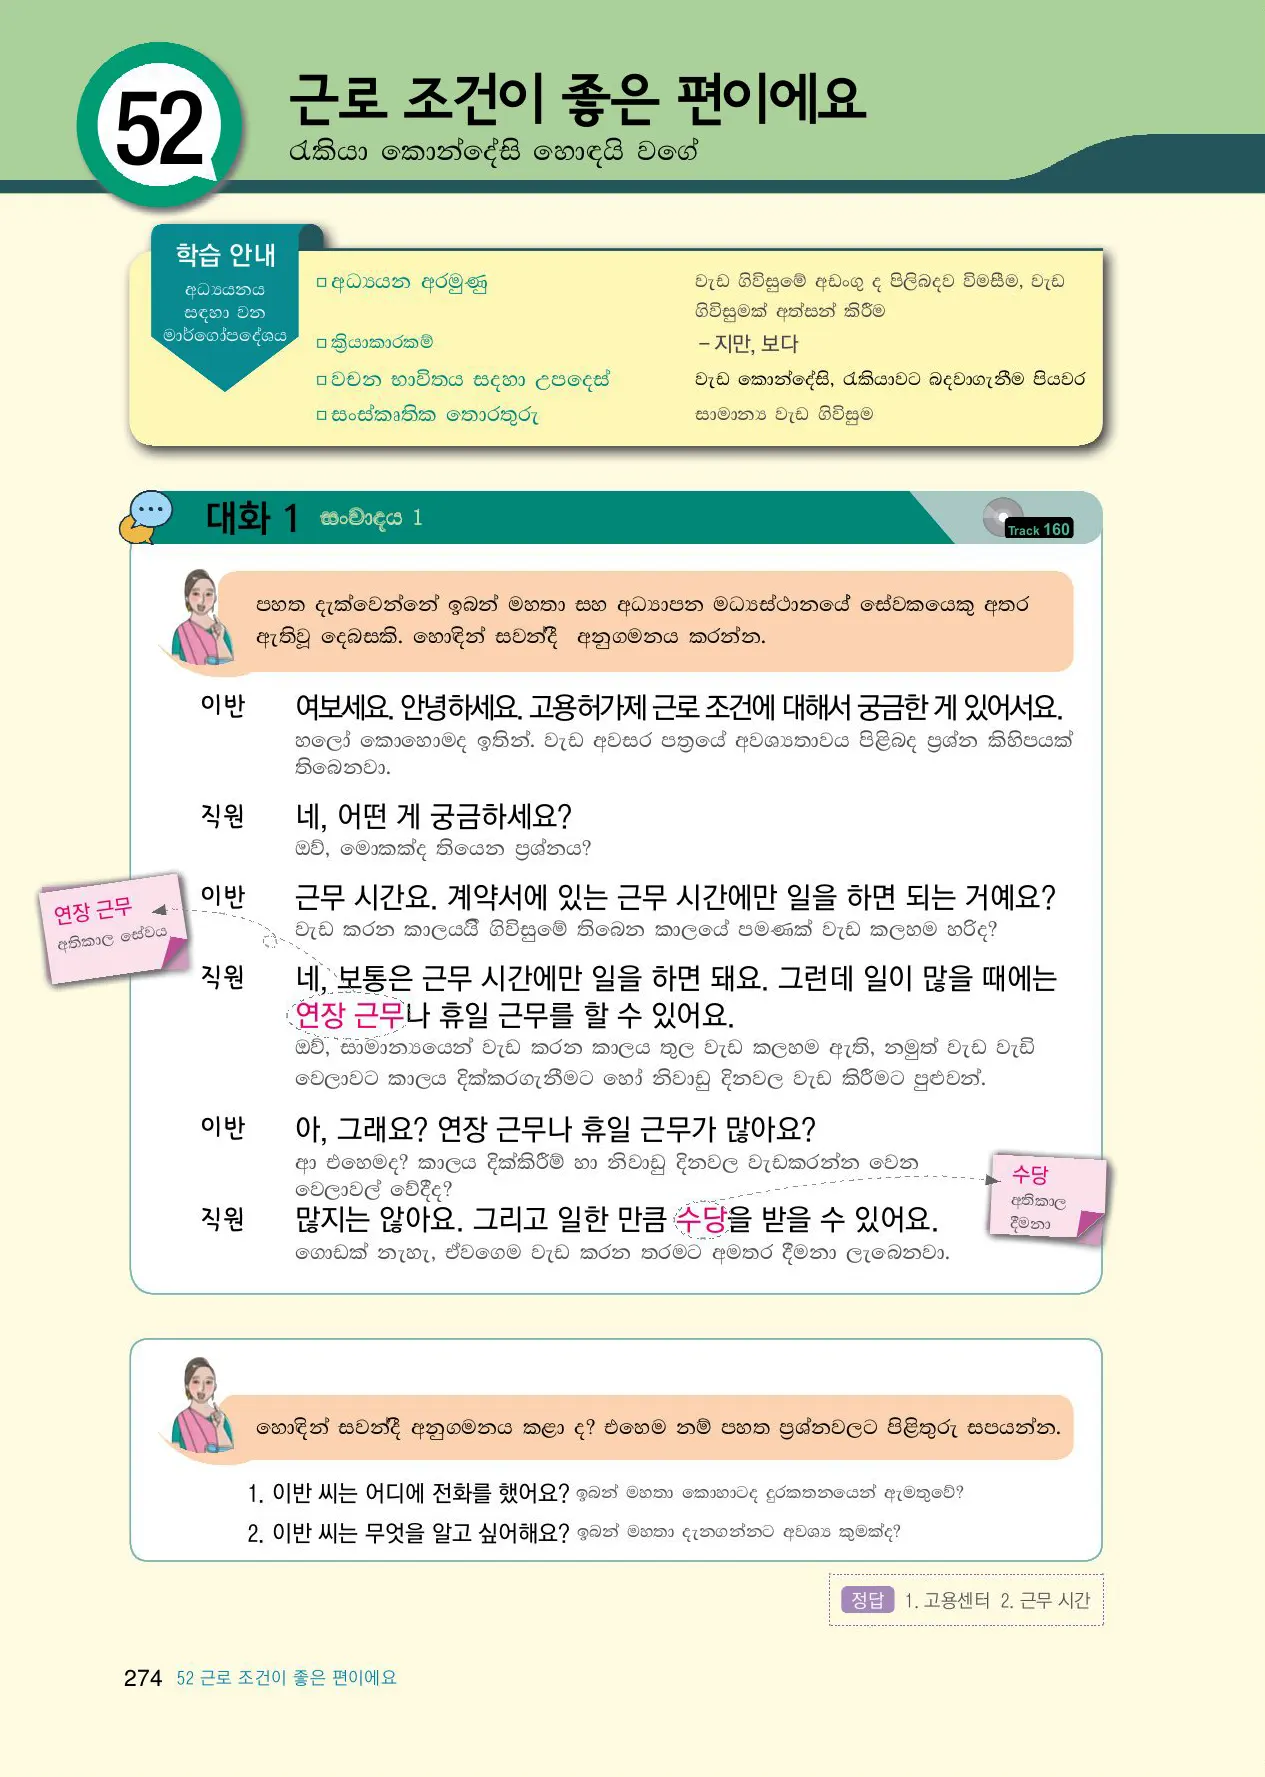 52
근로 조건이 좋은 편이에요
රැකියා කොන්දේසි හොඳයි වගේ
학습 안내
අධ්‍යයනය
සඳහා වන
මාර්ගෝපදේශය
□ අධ්‍යයන අරමුණු
වැඩ ගිවිසුමේ අඩංගු ද පිලිබදව විමසීම, වැඩ
ගිවිසුමක් අත්සන් කිරීම
□ ක්‍රියාකාරකම්
– 지만, 보다
□ වචන භාවිතය සදහා උපදෙස්
වැඩ කොන්දේසි, රැකියාවට බදවාගැනීම පියවර
□ සංස්කෘතික තොරතුරු
සාමාන්‍ය වැඩ ගිවිසුම
대화 1 සංවාදය 1
Track 160
පහත දැක්වෙන්නේ ඉබන් මහතා සහ අධ්‍යාපන මධ්‍යස්ථානයේ සේවකයෙකු අතර
ඇතිවූ දෙබසකි. හොඳින් සවන්දී අනුගමනය කරන්න.
이반 여보세요. 안녕하세요. 고용허가제 근로 조건에 대해서 궁금한 게 있어서요.
හලෝ කොහොමද ඉතින්. වැඩ අවසර පත්‍රයේ අවශ්‍යතාවය පිළිබද ප්‍රශ්න කිහිපයක්
තිබෙනවා.
직원 네, 어떤 게 궁금하세요?
ඔව්, මොකක්ද තියෙන ප්‍රශ්නය?
이반 근무 시간요. 계약서에 있는 근무 시간에만 일을 하면 되는 거예요?
වැඩ කරන කාලයයි ගිවිසුමේ තිබෙන කාලයේ පමණක් වැඩ කලහම හරිද?
연장 근무
අතිකාල සේවය
직원 네, 보통은 근무 시간에만 일을 하면 돼요. 그런데 일이 많을 때에는
연장 근무나 휴일 근무를 할 수 있어요.
ඔව්, සාමාන්‍යයෙන් වැඩ කරන කාලය තුල වැඩ කලහම ඇති, නමුත් වැඩ වැඩි
වෙලාවට කාලය දික්කරගැනීමට හෝ නිවාඩු දිනවල වැඩ කිරීමට පුළුවන්.
이반 아, 그래요? 연장 근무나 휴일 근무가 많아요?
ආ එහෙමද? කාලය දික්කිරීම් හා නිවාඩු දිනවල වැඩකරන්න වෙන
වෙලාවල් වේදීද?
직원 많지는 않아요. 그리고 일한 만큼 수당을 받을 수 있어요.
ගොඩක් නැහැ, ඒවගෙම වැඩ කරන තරමට අමතර දීමනා ලැබෙනවා.
수당
අතිකාල
දීමනා
හොඳින් සවන්දී අනුගමනය කළා ද? එහෙම නම් පහත ප්‍රශ්නවලට පිළිතුරු සපයන්න.
1. 이반 씨는 어디에 전화를 했어요? ඉබන් මහතා කොහාටද දුරකතනයෙන් ඇමතුවේ?
2. 이반 씨는 무엇을 알고 싶어해요? ඉබන් මහතා දැනගන්නට අවශ්‍ය කුමක්ද?
정답 1. 고용센터 2. 근무 시간
274 52 근로 조건이 좋은 편이에요